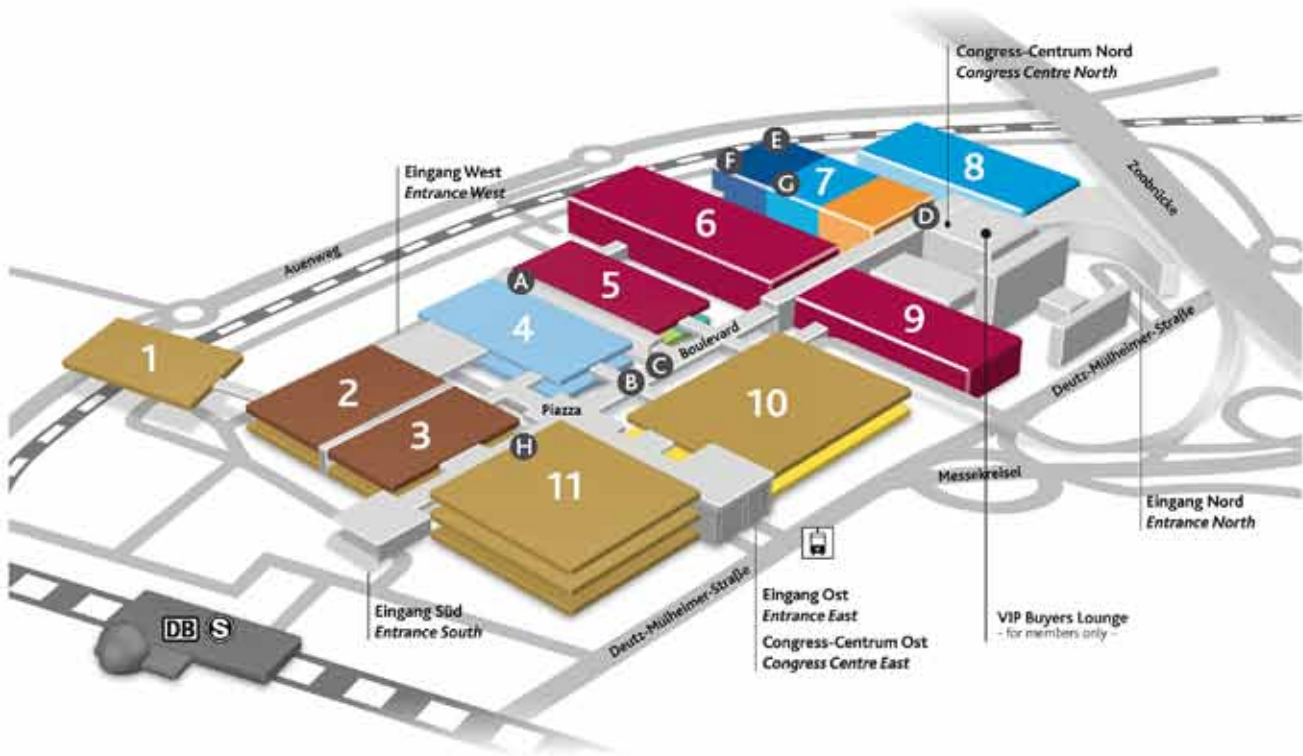 Congress-Centrum Nord
Congress Centre North
Zoobrücke
E
F
G
7
8
Eingang West
Entrance West
6
D
Auenweg
A
5
4
9
Boulevard
Deutz-Mülheimer-Straße
1
B
C
2
Piazza
10
3
H
11
Messekreisel
Eingang Nord
Entrance North
Eingang Süd
Entrance South
DB
S
Deutz-Mülheimer-Straße
Eingang Ost
Entrance East
Congress-Centrum Ost
Congress Centre East
VIP Buyers Lounge
- for members only -